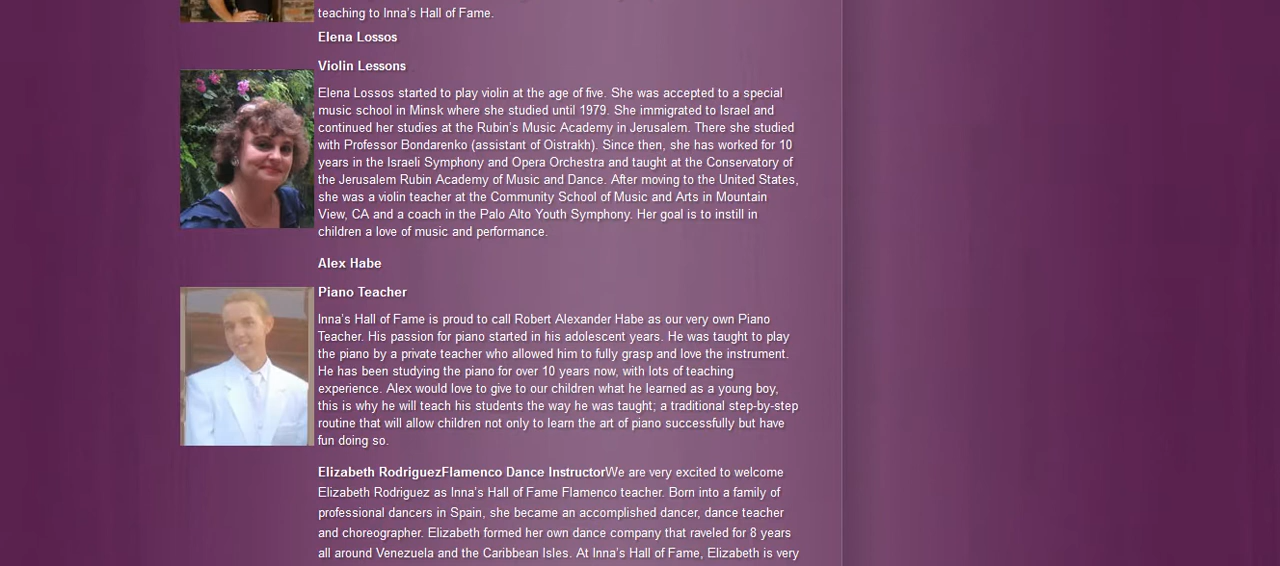 teaching to Inna's Hall of Fame.
Elena Lossos
Violin Lessons
Elena Lossos started to play violin at the age of five. She was accepted to a special
music school in Minsk where she studied until 1979. She immigrated to Israel and
continued her studies at the Rubin's Music Academy in Jerusalem. There she studied
with Professor Bondarenko (assistant of Oistrakh). Since then, she has worked for 10
years in the Israeli Symphony and Opera Orchestra and taught at the Conservatory of
the Jerusalem Rubin Academy of Music and Dance. After moving to the United States,
she was a violin teacher at the Community School of Music and Arts in Mountain
View, CA and a coach in the Palo Alto Youth Symphony. Her goal is to instill in
children a love of music and performance.
Alex Habe
Piano Teacher
Inna's Hall of Fame is proud to call Robert Alexander Habe as our very own Piano
Teacher. His passion for piano started in his adolescent years. He was taught to play
the piano by a private teacher who allowed him to fully grasp and love the instrument.
He has been studying the piano for over 10 years now, with lots of teaching
experience. Alex would love to give to our children what he learned as a young boy,
this is why he will teach his students the way he was taught; a traditional step-by-step
routine that will allow children not only to learn the art of piano successfully but have
fun doing so.
Elizabeth RodriguezFlamenco Dance InstructorWe are very excited to welcome
Elizabeth Rodriguez as Inna's Hall of Fame Flamenco teacher. Born into a family of
professional dancers in Spain, she became an accomplished dancer, dance teacher
and choreographer. Elizabeth formed her own dance company that raveled for 8 years
all around Venezuela and the Caribbean Isles. At Inna's Hall of Fame, Elizabeth is very